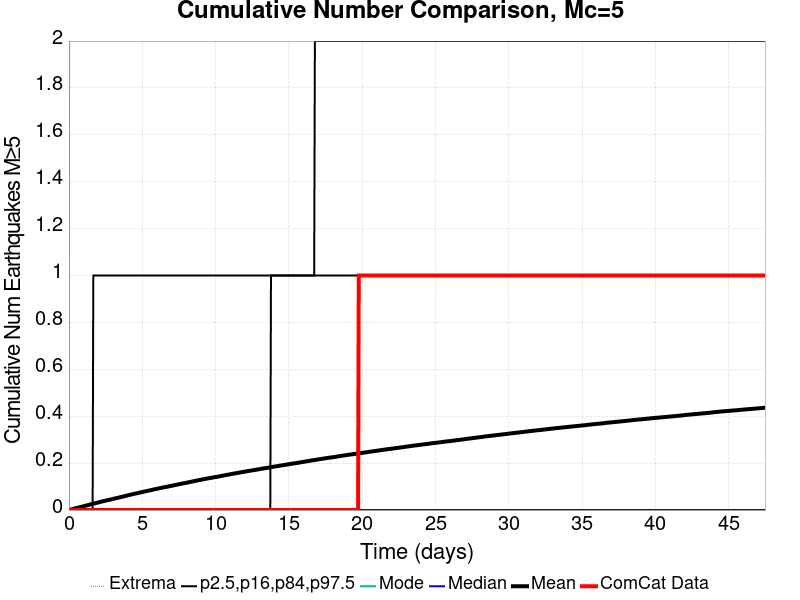 Cumulative Number Comparison, Mc=5
Cumulative Num Earthquakes M≥5
2
1.8
1.6
1.4
1.2
1
0.8
0.6
0.4
0.2
0
0 5 10 15 20 25 30 35 40 45
Time (days)
Extrema p2.5,p16,p84,p97.5 Mode Median Mean ComCat Data